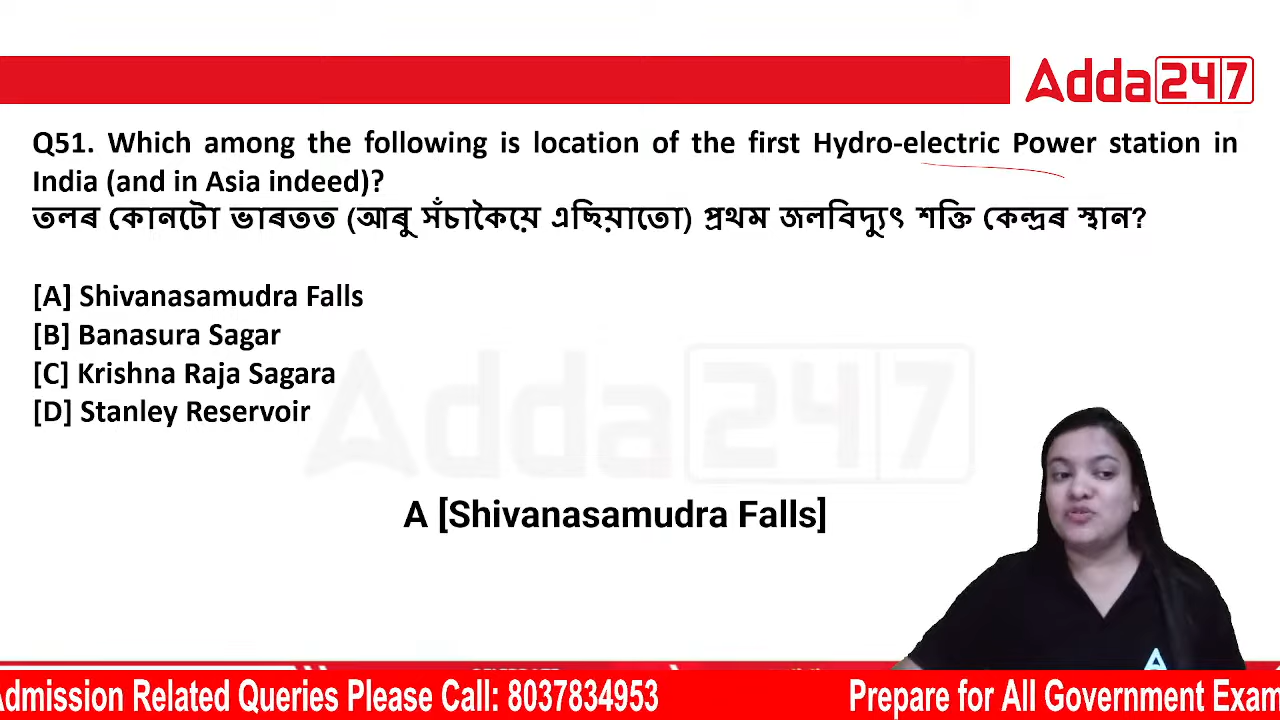 Adda247
Q51. Which among the following is location of the first Hydro-electric Power station in
India (and in Asia indeed)?
তলৰ কোনটো ভাৰতত (আৰু সঁচাকৈয়ে এছিয়াতো) প্ৰথম জলবিদ্যুৎ শক্তি কেন্দ্ৰৰ স্থান?
[A] Shivanasamudra Falls
[B] Banasura Sagar
[C] Krishna Raja Sagara
[D] Stanley Reservoir
Adda247
A [Shivanasamudra Falls]
Admission Related Queries Please Call: 8037834953 Prepare for All Government Exam